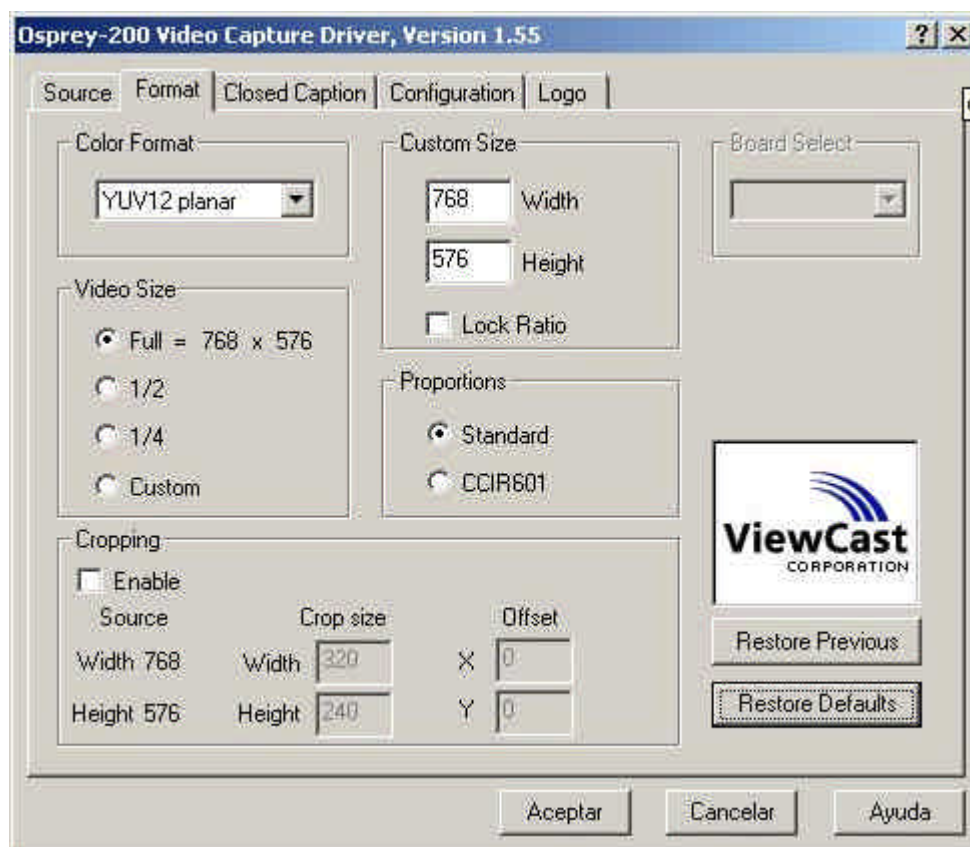 Osprey-200 Video Capture Driver, Version 1.55
Source Format Closed Caption Configuration Logo
Color Format
YUV12 planar
Custom Size
768 Width
576 Height
Lock Ratio
Board Select
Video Size
Full = 768 x 576
1/2
1/4
Custom
Proportions
Standard
CCIR601
ViewCast
CORPORATION
Cropping
Enable
Source Crop size Offset
Width 768 Width 320 X 0
Height 576 Height 240 Y 0
Restore Previous
Restore Defaults
Aceptar Cancelar Ayuda